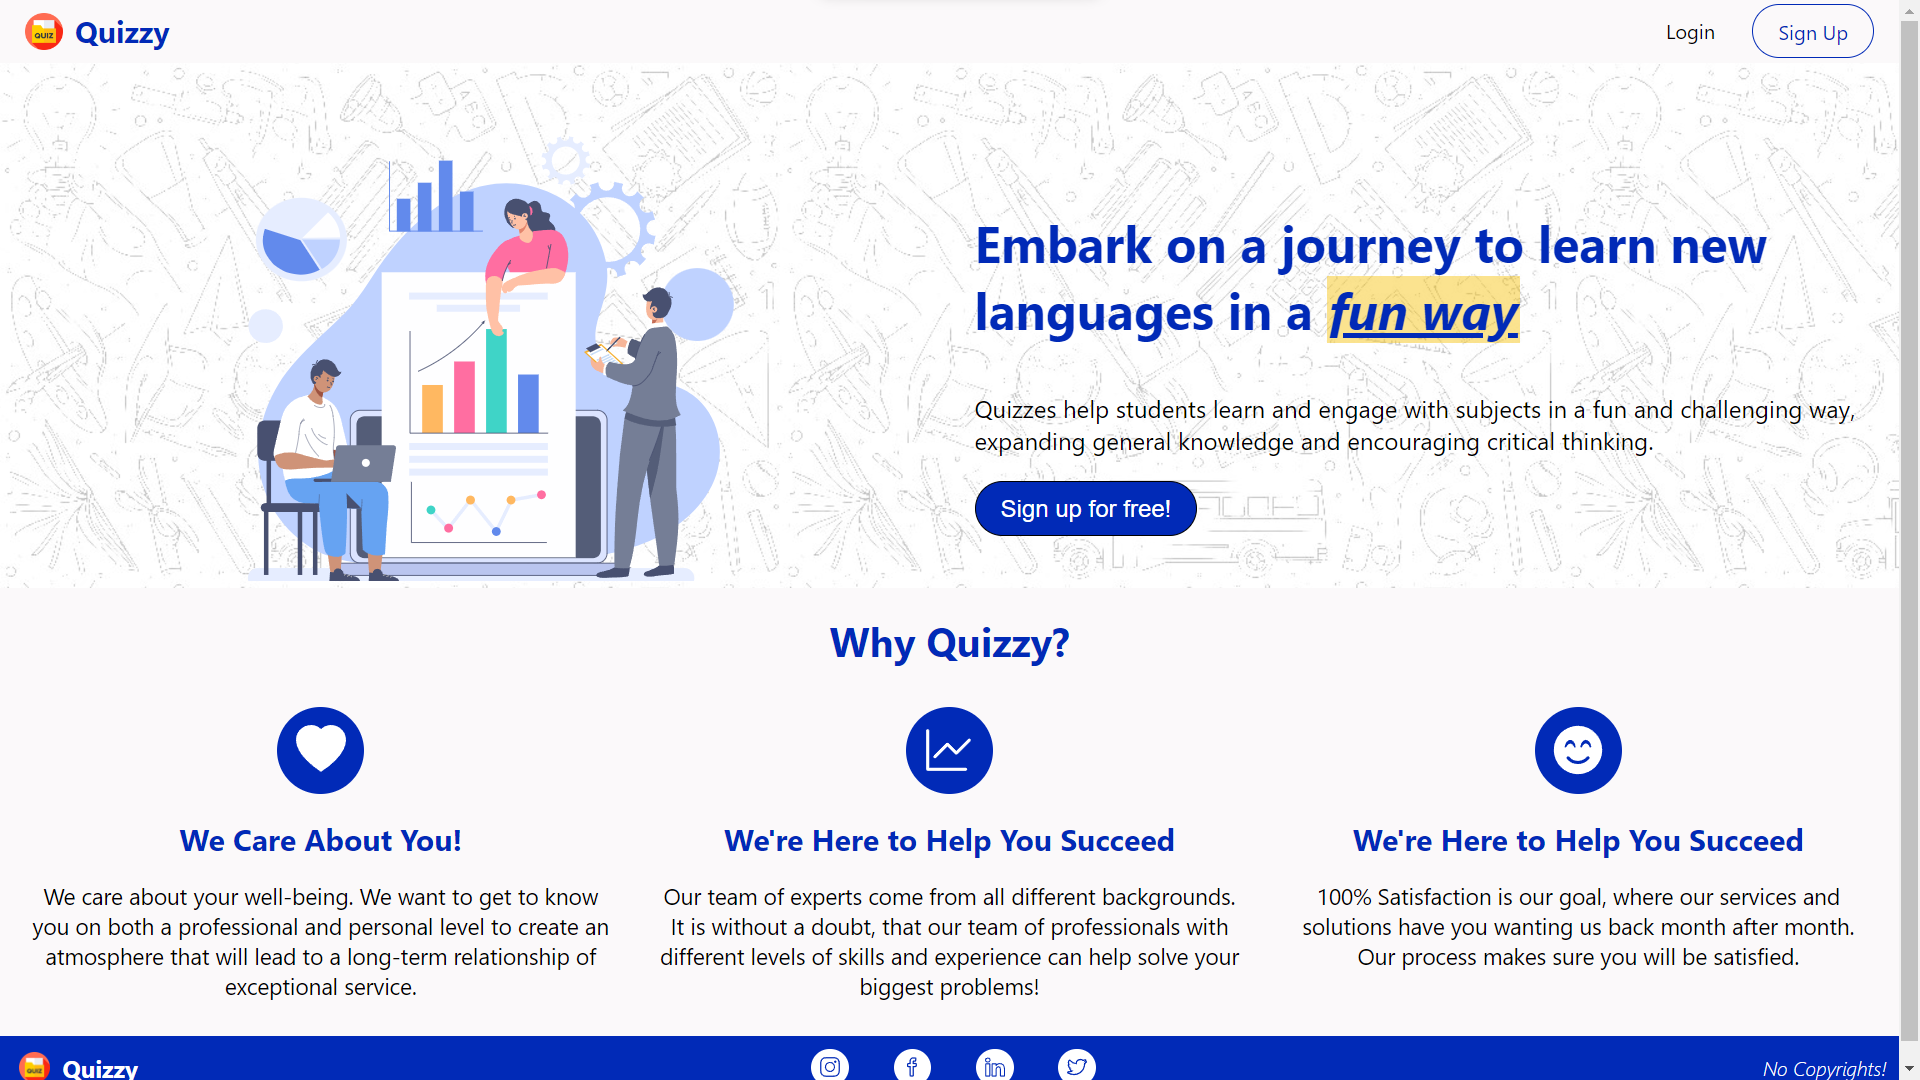 QUIZ
Quizzy
Login
Sign Up
Embark on a journey to learn new
languages in a fun way
Quizzes help students learn and engage with subjects in a fun and challenging way,
expanding general knowledge and encouraging critical thinking.
Sign up for free!
Why Quizzy?
We Care About You!
We care about your well-being. We want to get to know
you on both a professional and personal level to create an
atmosphere that will lead to a long-term relationship of
exceptional service.
We're Here to Help You Succeed
Our team of experts come from all different backgrounds.
It is without a doubt, that our team of professionals with
different levels of skills and experience can help solve your
biggest problems!
We're Here to Help You Succeed
100% Satisfaction is our goal, where our services and
solutions have you wanting us back month after month.
Our process makes sure you will be satisfied.
QUIZ
Quizzy
No Copyrights!